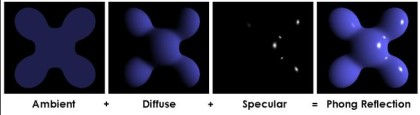 Ambient + Diffuse + Specular = Phong Reflection